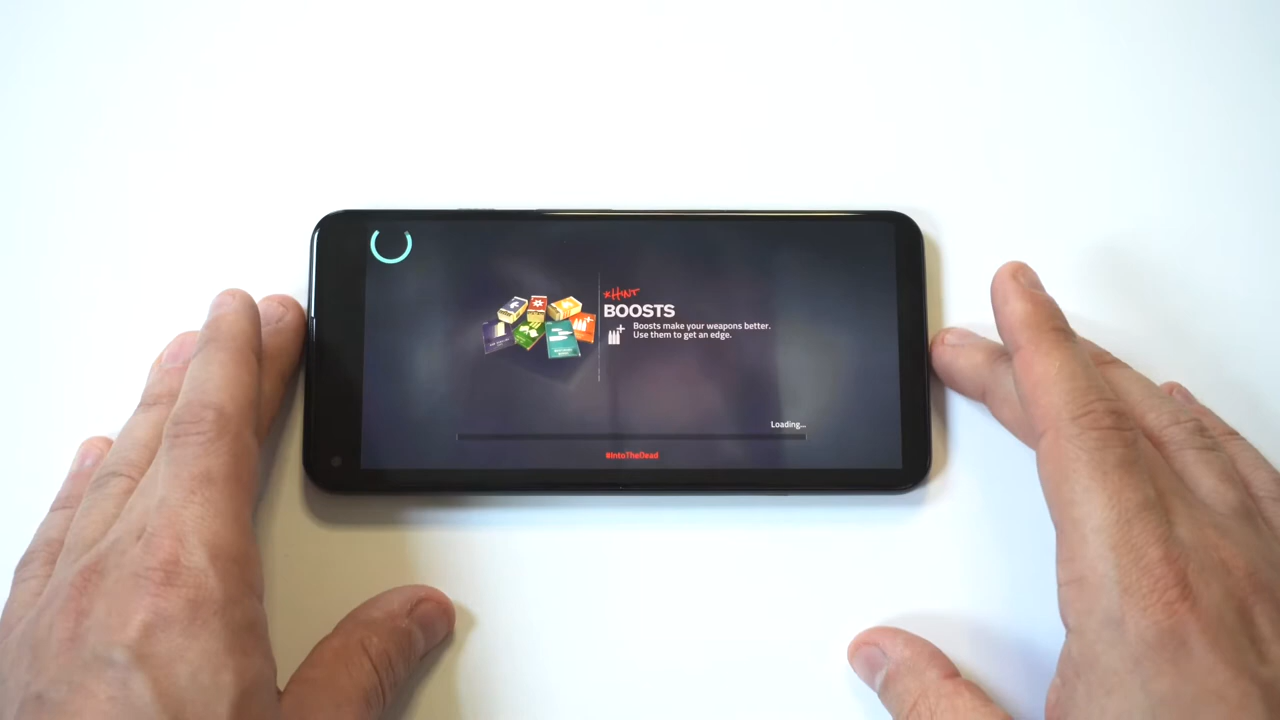 *HINT
BOOSTS
Boosts make your weapons better.
Use them to get an edge.
Loading...
#IntoTheDead